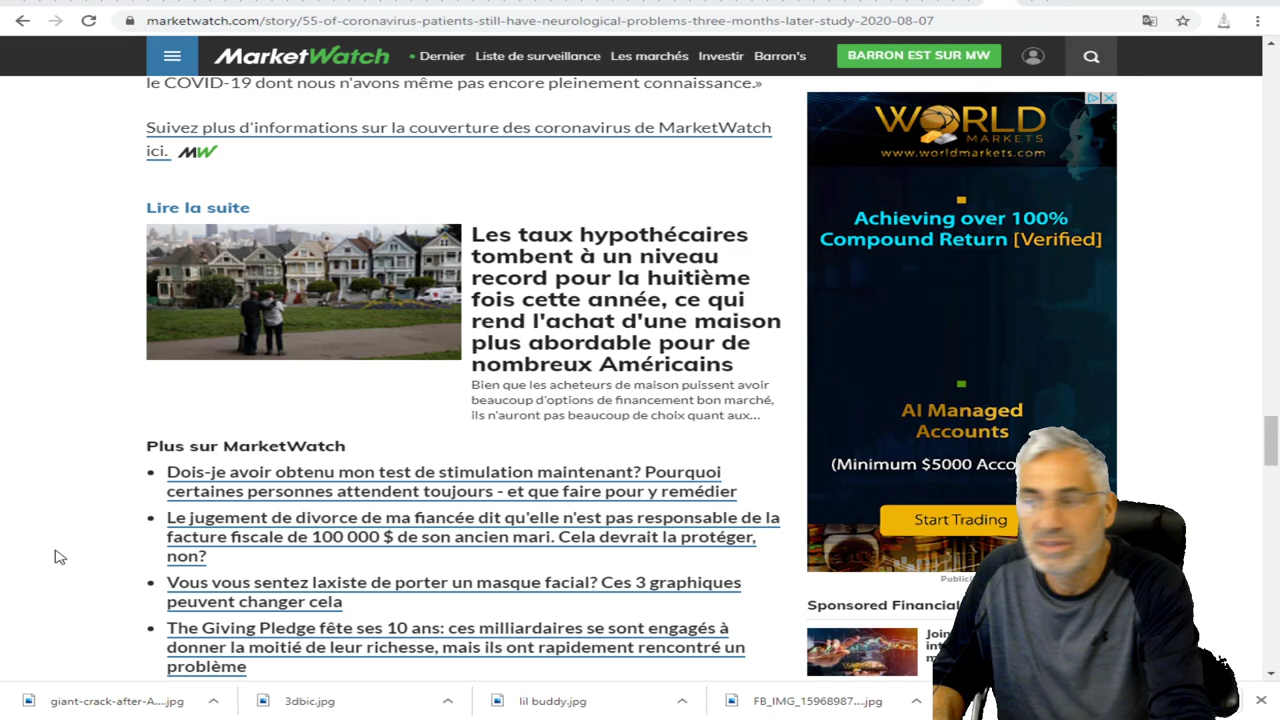 marketwatch.com/story/55-of-coronavirus-patients-still-have-neurological-problems-three-months-later-study-2020-08-07
MarketWatch
• Dernier Liste de surveillance Les marchés Investir Barron's
BARRON EST SUR MW
le COVID-19 dont nous n'avons même pas encore pleinement connaissance.»
Suivez plus d'informations sur la couverture des coronavirus de MarketWatch
ici. MW
Lire la suite
Les taux hypothécaires
tombent à un niveau
record pour la huitième
fois cette année, ce qui
rend l'achat d'une maison
plus abordable pour de
nombreux Américains
Bien que les acheteurs de maison puissent avoir
beaucoup d'options de financement bon marché,
ils n'auront pas beaucoup de choix quant aux...
Plus sur MarketWatch
• Dois-je avoir obtenu mon test de stimulation maintenant? Pourquoi
certaines personnes attendent toujours - et que faire pour y remédier
• Le jugement de divorce de ma fiancée dit qu'elle n'est pas responsable de la
facture fiscale de 100 000 $ de son ancien mari. Cela devrait la protéger,
non?
• Vous vous sentez laxiste de porter un masque facial? Ces 3 graphiques
peuvent changer cela
• The Giving Pledge fête ses 10 ans: ces milliardaires se sont engagés à
donner la moitié de leur richesse, mais ils ont rapidement rencontré un
problème
WORLD
MARKETS
www.worldmarkets.com
Achieving over 100%
Compound Return [Verified]
AI Managed
Accounts
(Minimum $5000 Acco
Start Trading
Publici
Sponsored Financial
Join
giant-crack-after-A....jpg
3dbic.jpg
lil buddy.jpg
FB_IMG_15968987....jpg